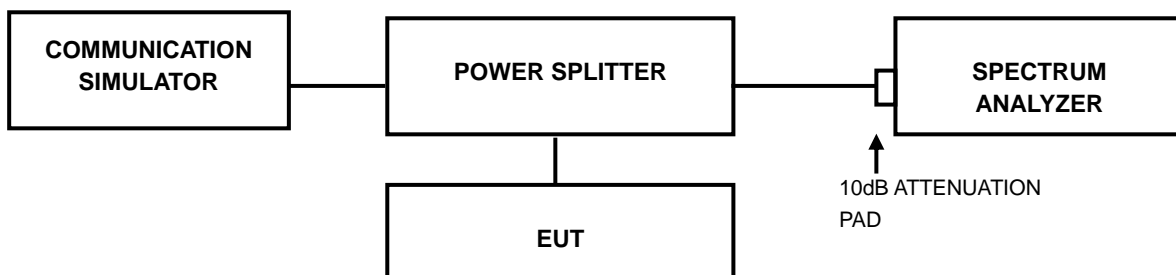 COMMUNICATION
SIMULATOR
POWER SPLITTER
SPECTRUM
ANALYZER
10dB ATTENUATION
PAD
EUT